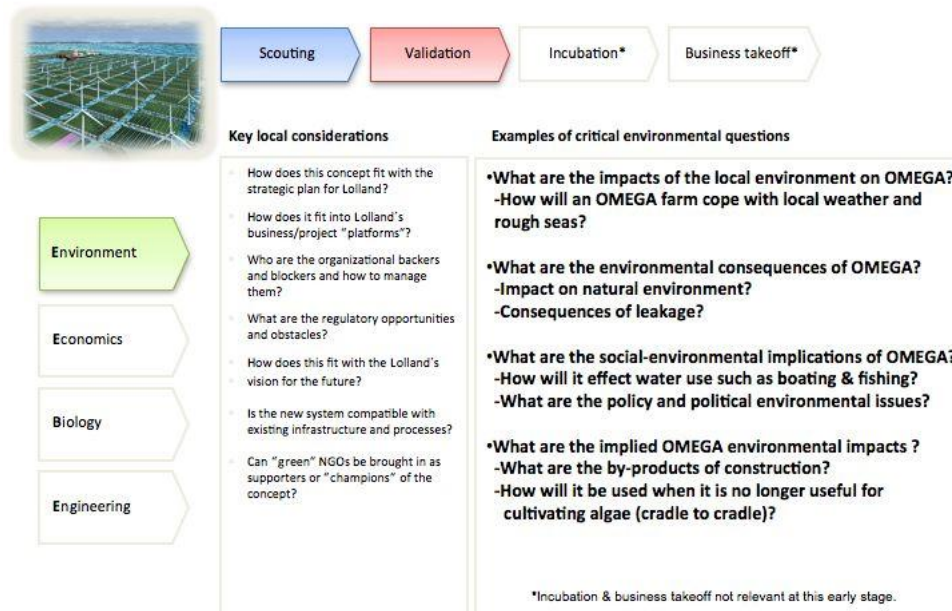 Scouting
Validation
Incubation*
Business takeoff*
Key local considerations
How does this concept fit with the
strategic plan for Lolland?
How does it fit into Lolland´s
business/project "platforms"?
Who are the organizational backers
and blockers and how to manage
them?
What are the regulatory opportunities
and obstacles?
How does this fit with the Lolland´s
vision for the future?
Is the new system compatible with
existing infrastructure and processes?
Can "green" NGOs be brought in as
supporters or "champions" of the
concept?
Examples of critical environmental questions
•What are the impacts of the local environment on OMEGA?
-How will an OMEGA farm cope with local weather and
rough seas?
•What are the environmental consequences of OMEGA?
-Impact on natural environment?
-Consequences of leakage?
•What are the social-environmental implications of OMEGA?
-How will it effect water use such as boating & fishing?
-What are the policy and political environmental issues?
•What are the implied OMEGA environmental impacts ?
-What are the by-products of construction?
-How will it be used when it is no longer useful for
cultivating algae (cradle to cradle)?
Environment
Economics
Biology
Engineering
*Incubation & business takeoff not relevant at this early stage.